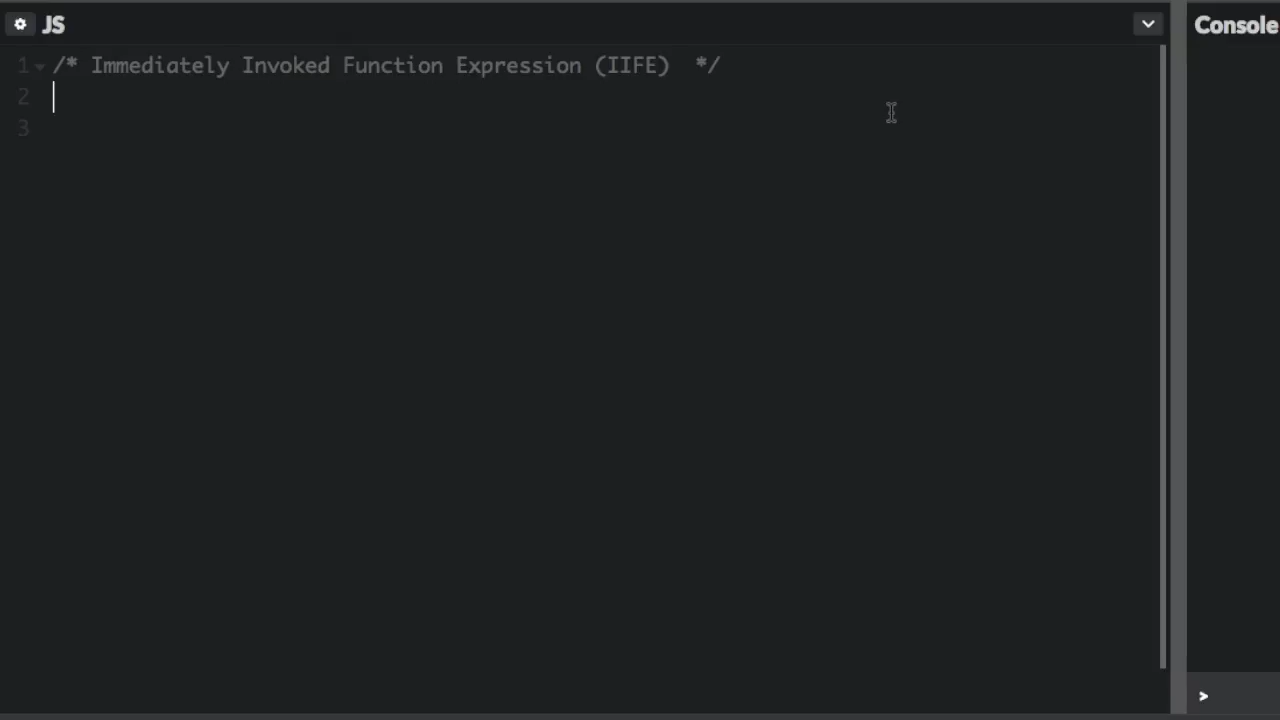 JS
Console
1 /* Immediately Invoked Function Expression (IIFE)  */
2
3
>